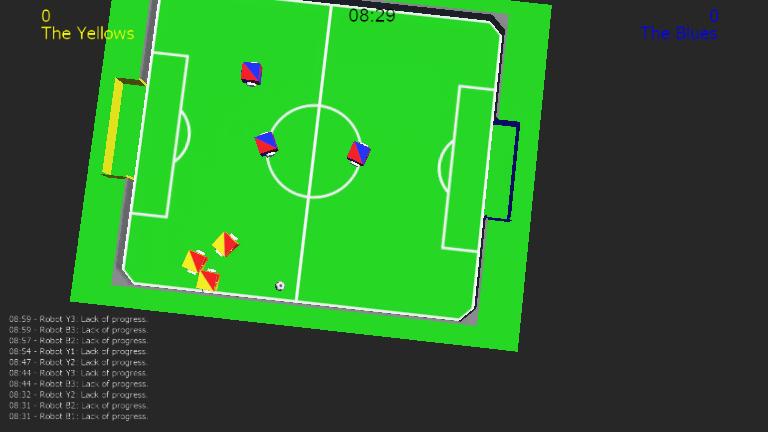 0
The Yellows
08:29
0
The Blues
08:59 - Robot Y3: Lack of progress.
08:59 - Robot B3: Lack of progress.
08:57 - Robot B2: Lack of progress.
08:54 - Robot Y1: Lack of progress.
08:47 - Robot Y2: Lack of progress.
08:44 - Robot Y3: Lack of progress.
08:44 - Robot B3: Lack of progress.
08:32 - Robot Y2: Lack of progress.
08:31 - Robot B2: Lack of progress.
08:31 - Robot B1: Lack of progress.